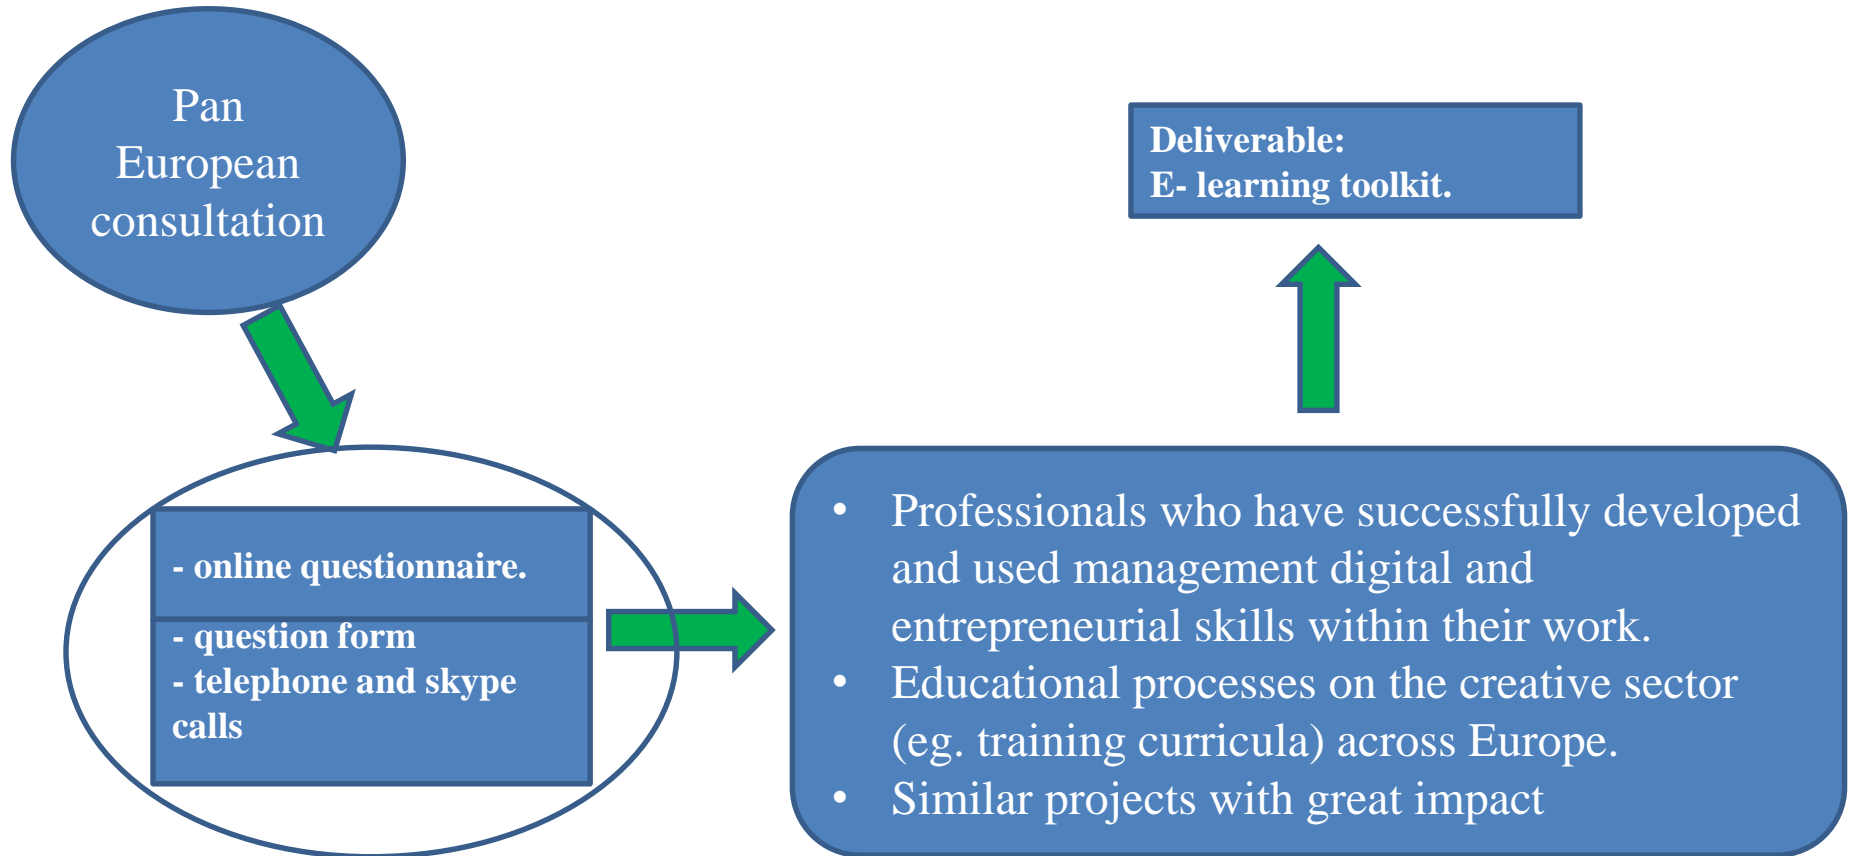 Pan
European
consultation
Deliverable:
E- learning toolkit.
- online questionnaire.
- question form
- telephone and skype
calls
• Professionals who have successfully developed
and used management digital and
entrepreneurial skills within their work.
• Educational processes on the creative sector
(eg. training curricula) across Europe.
• Similar projects with great impact